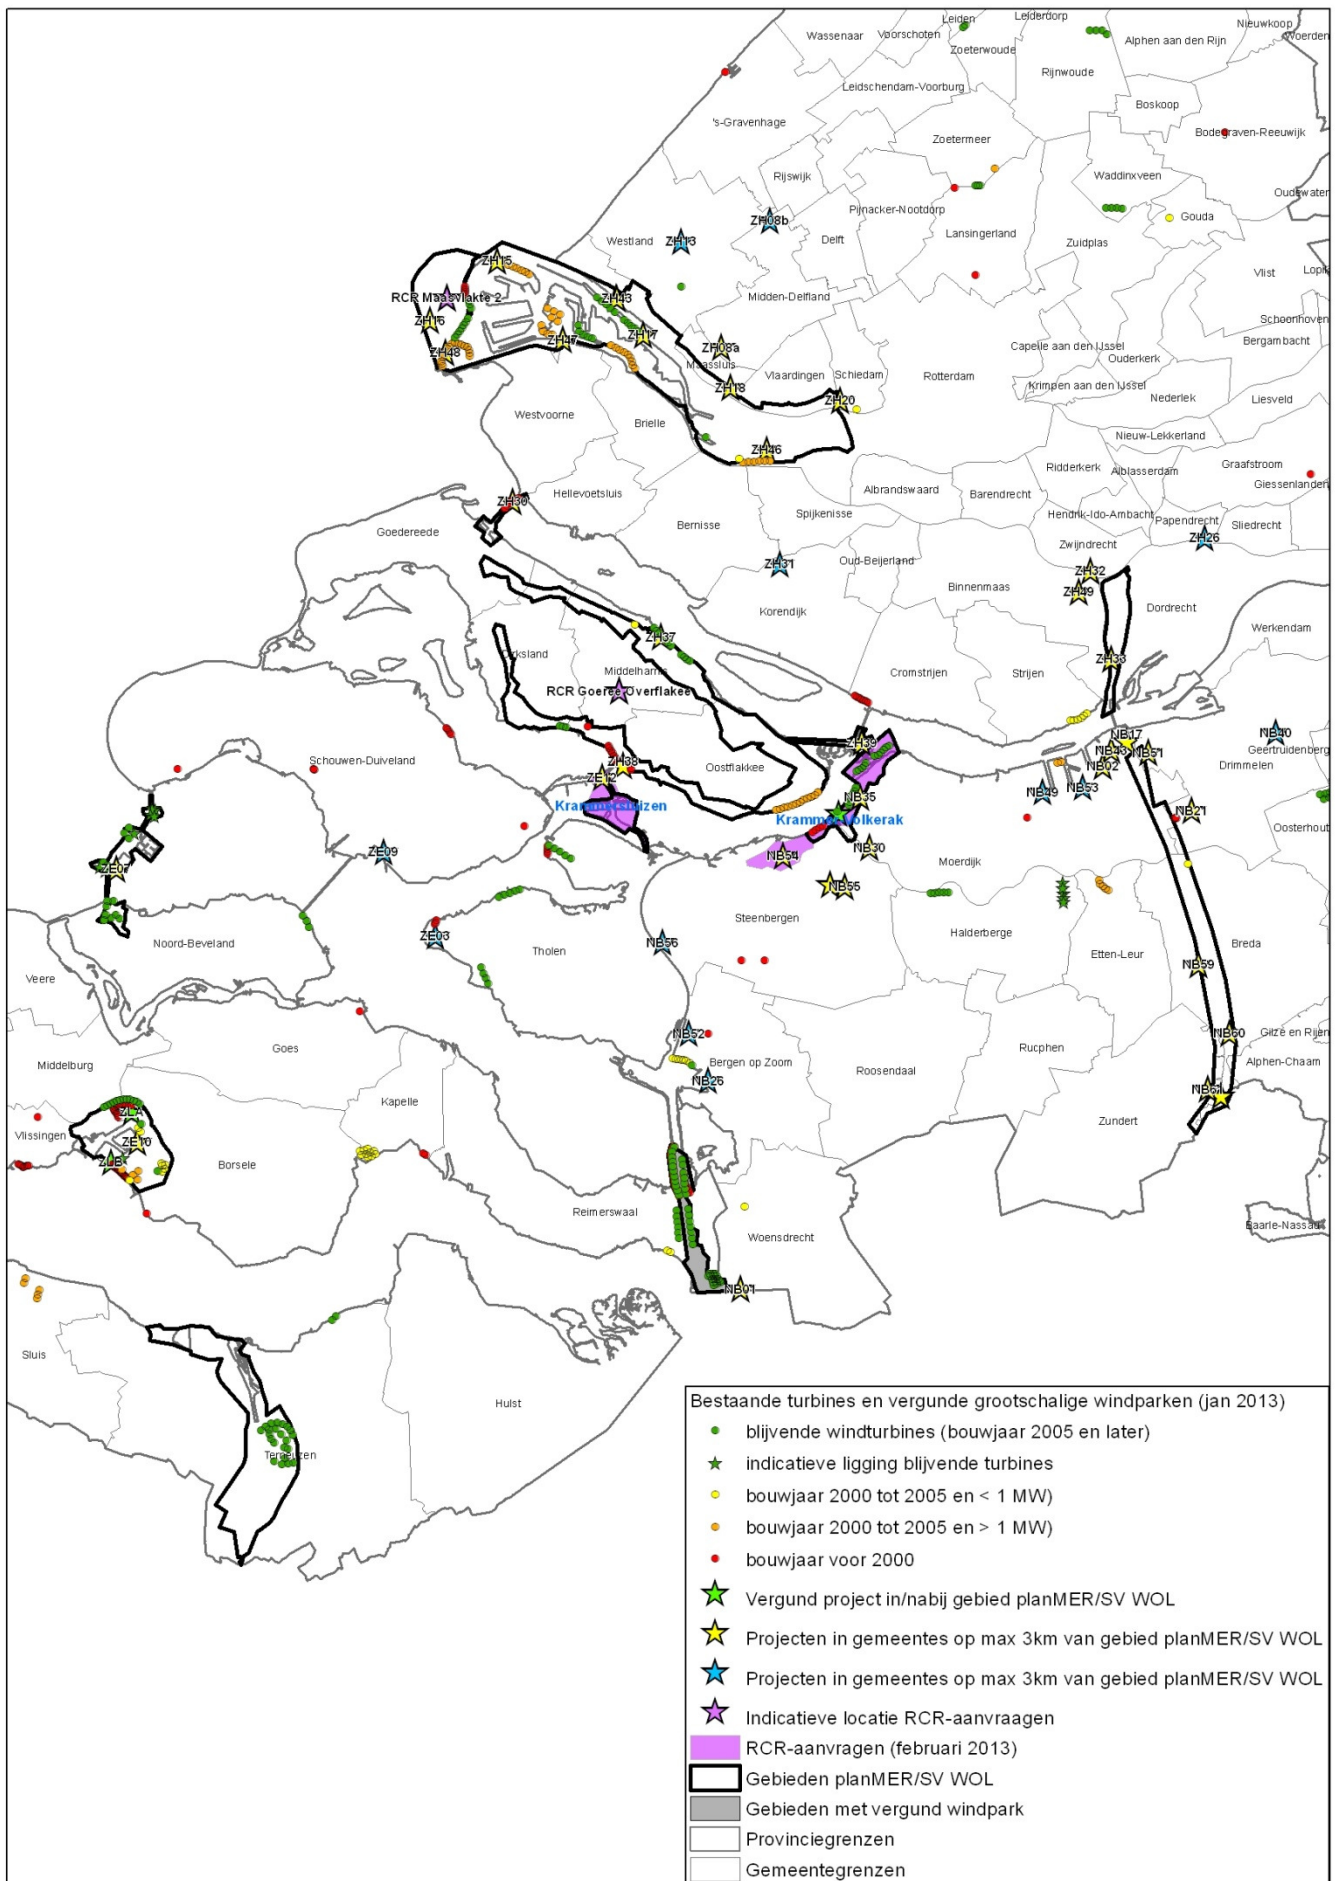 Leiden
Leiderdorp
Nieuwkoop
Wassenaar
Voorschoten
Zoeterwoude
Alphen aan den Rijn
Woerden
Rijnwoude
Leidschendam-Voorburg
Boskoop
's-Gravenhage
Zoetermeer
Bodegraven-Reeuwijk
Rijswijk
Waddinxveen
Oudewater
Pijnacker-Nootdorp
ZH08b
Gouda
Westland
ZH13
Delft
Lansingerland
Zuidplas
ZH15
Vlist
Lopik
RCR Maasvlakte 2
ZH43
Midden-Delfland
ZH16
Schoonhoven
ZH47
ZH17
Bergambacht
ZH48
ZH08a
Capelle aan den IJssel
Ouderkerk
Maassluis
Vlaardingen
Schiedam
Rotterdam
ZH18
Krimpen aan den IJssel
ZH20
Nederlek
Liesveld
Westvoorne
Brielle
Nieuw-Lekkerland
ZH46
Ridderkerk
Alblasserdam
Graafstroom
Giessenlanden
Hellevoetsluis
Albrandswaard
Barendrecht
ZH30
Spijkenisse
Hendrik-Ido-Ambacht
Papendrecht
Sliedrecht
Goedereede
Bernisse
ZH26
Zwijndrecht
ZH31
Oud-Beijerland
ZH32
Binnenmaas
ZH49
Korendijk
Dordrecht
Werkendam
ZH37
Dirksland
Middelharnis
ZH33
Cromstrijen
Strijen
RCR Goeree-Overflakee
NB17
NB40
ZH39
NB43
NB51
Geertruidenberg
Schouwen-Duiveland
ZH38
Oostflakkee
NB02
Drimmelen
ZE12
NB49
NB53
NB35
Krammersluizen
Krammer-Volkerak
NB21
Oosterhout
ZE09
NB54
NB30
Moerdijk
ZE07
NB55
Steenbergen
Halderberge
Noord-Beveland
ZE03
Tholen
NB56
Etten-Leur
Breda
Veere
NB59
NB52
Goes
Rucphen
NB60
Gilze en Rijen
Middelburg
Bergen op Zoom
Alphen-Chaam
Roosendaal
NB26
NB61
Kapelle
ZLA
Vlissingen
ZE10
Zundert
ZLB
Borsele
Reimerswaal
Baarle-Nassau
Woensdrecht
NB01
Sluis
Hulst
Terneuzen
Bestaande turbines en vergunde grootschalige windparken (jan 2013)
blijvende windturbines (bouwjaar 2005 en later)
indicatieve ligging blijvende turbines
bouwjaar 2000 tot 2005 en < 1 MW)
bouwjaar 2000 tot 2005 en > 1 MW)
bouwjaar voor 2000
Vergund project in/nabij gebied planMER/SV WOL
Projecten in gemeentes op max 3km van gebied planMER/SV WOL
Projecten in gemeentes op max 3km van gebied planMER/SV WOL
Indicatieve locatie RCR-aanvraagen
RCR-aanvragen (februari 2013)
Gebieden planMER/SV WOL
Gebieden met vergund windpark
Provinciegrenzen
Gemeentegrenzen